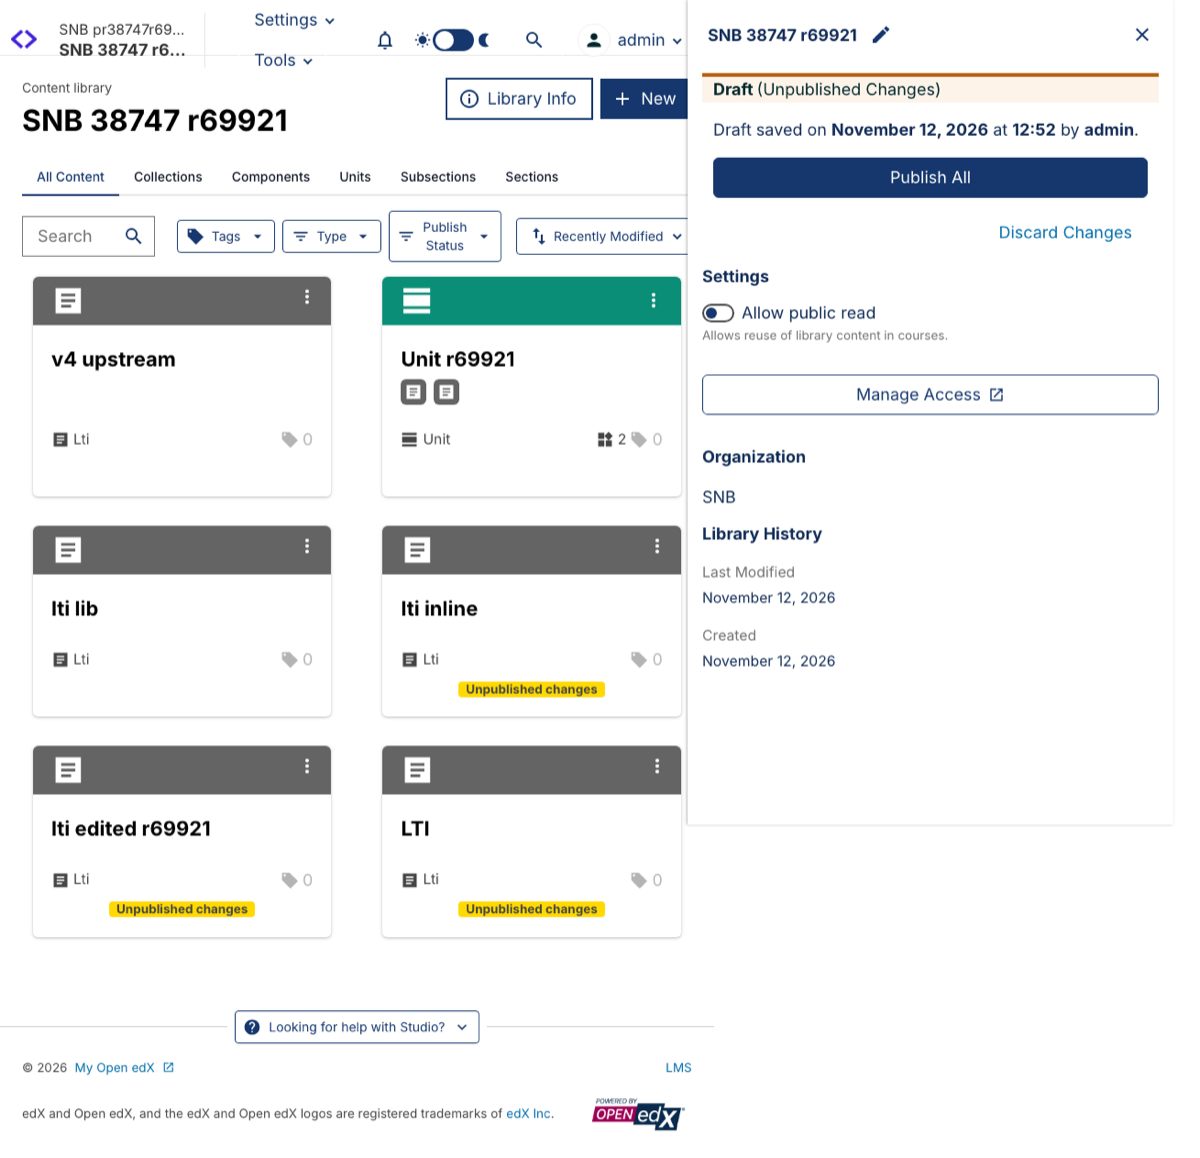 SNB pr38747r69...
SNB 38747 r6...
Settings
Tools
admin
Content library
SNB 38747 r69921
Library Info
New
All Content
Collections
Components
Units
Subsections
Sections
Search
Tags
Type
Publish Status
Recently Modified
v4 upstream
Lti
0
Unit r69921
Unit
2
0
lti lib
Lti
0
lti inline
Lti
0
Unpublished changes
lti edited r69921
Lti
0
Unpublished changes
LTI
Lti
0
Unpublished changes
Looking for help with Studio?
© 2026 My Open edX
LMS
edX and Open edX, and the edX and Open edX logos are registered trademarks of edX Inc.
POWERED BY
OPEN edX
SNB 38747 r69921
Draft (Unpublished Changes)
Draft saved on November 12, 2026 at 12:52 by admin.
Publish All
Discard Changes
Settings
Allow public read
Allows reuse of library content in courses.
Manage Access
Organization
SNB
Library History
Last Modified
November 12, 2026
Created
November 12, 2026